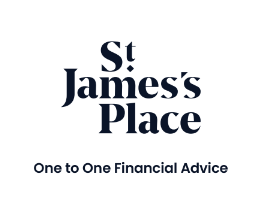 St
James's
Place
One to One Financial Advice